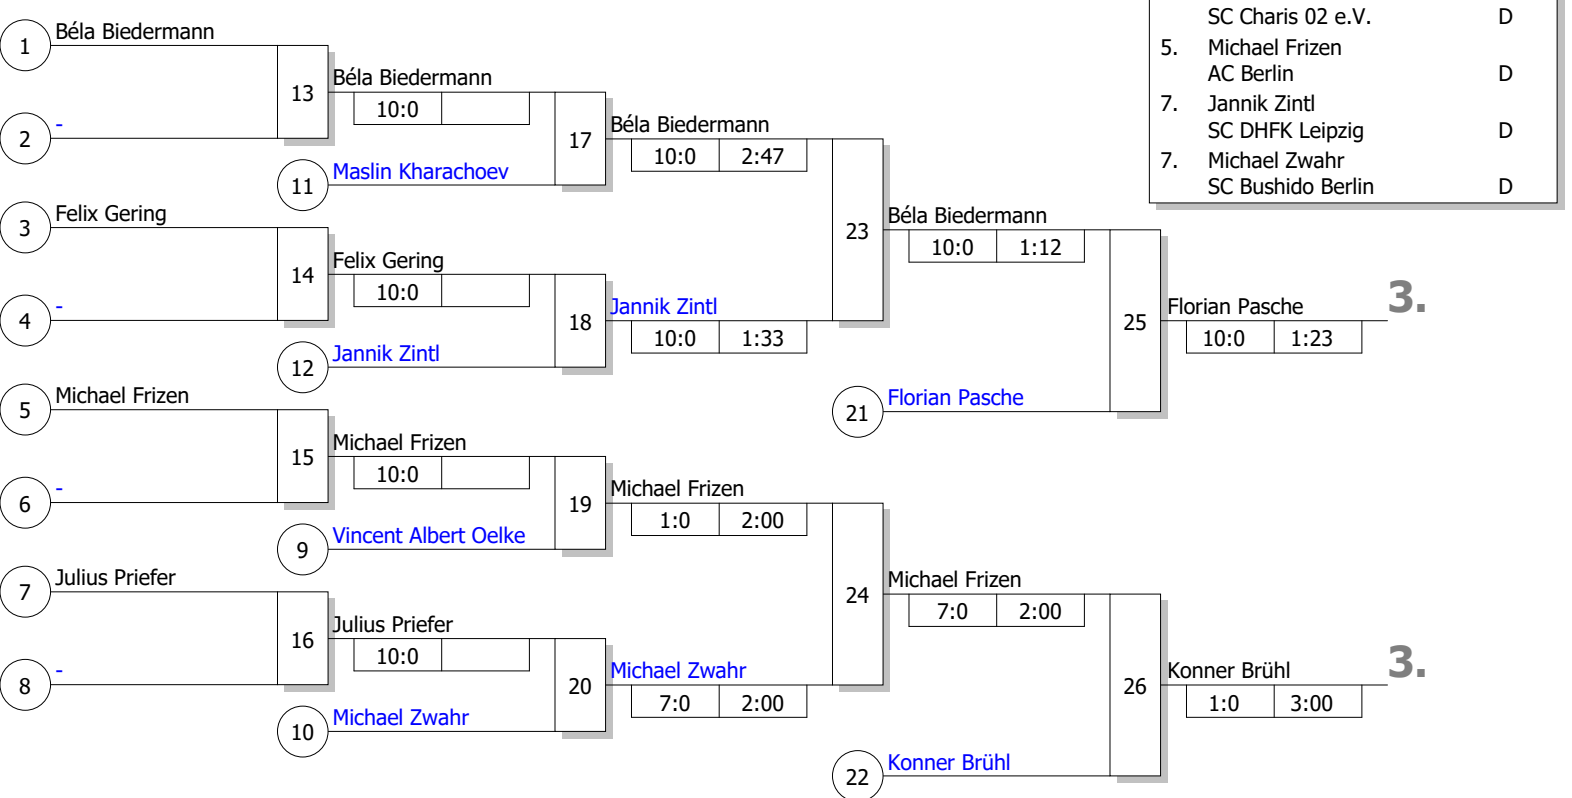 SC Charis 02 e.V. D
5. Michael Frizen
AC Berlin D
7. Jannik Zintl
SC DHFK Leipzig D
7. Michael Zwahr
SC Bushido Berlin D
1 Béla Biedermann
2 -
13 Béla Biedermann
10:0
11 Maslin Kharachoev
17 Béla Biedermann
10:0 2:47
3 Felix Gering
4 -
14 Felix Gering
10:0
12 Jannik Zintl
18 Jannik Zintl
10:0 1:33
23 Béla Biedermann
10:0 1:12
21 Florian Pasche
25 Florian Pasche 3.
10:0 1:23
5 Michael Frizen
6 -
15 Michael Frizen
10:0
9 Vincent Albert Oelke
19 Michael Frizen
1:0 2:00
7 Julius Priefer
8 -
16 Julius Priefer
10:0
10 Michael Zwahr
20 Michael Zwahr
7:0 2:00
24 Michael Frizen
7:0 2:00
22 Konner Brühl
26 Konner Brühl 3.
1:0 3:00